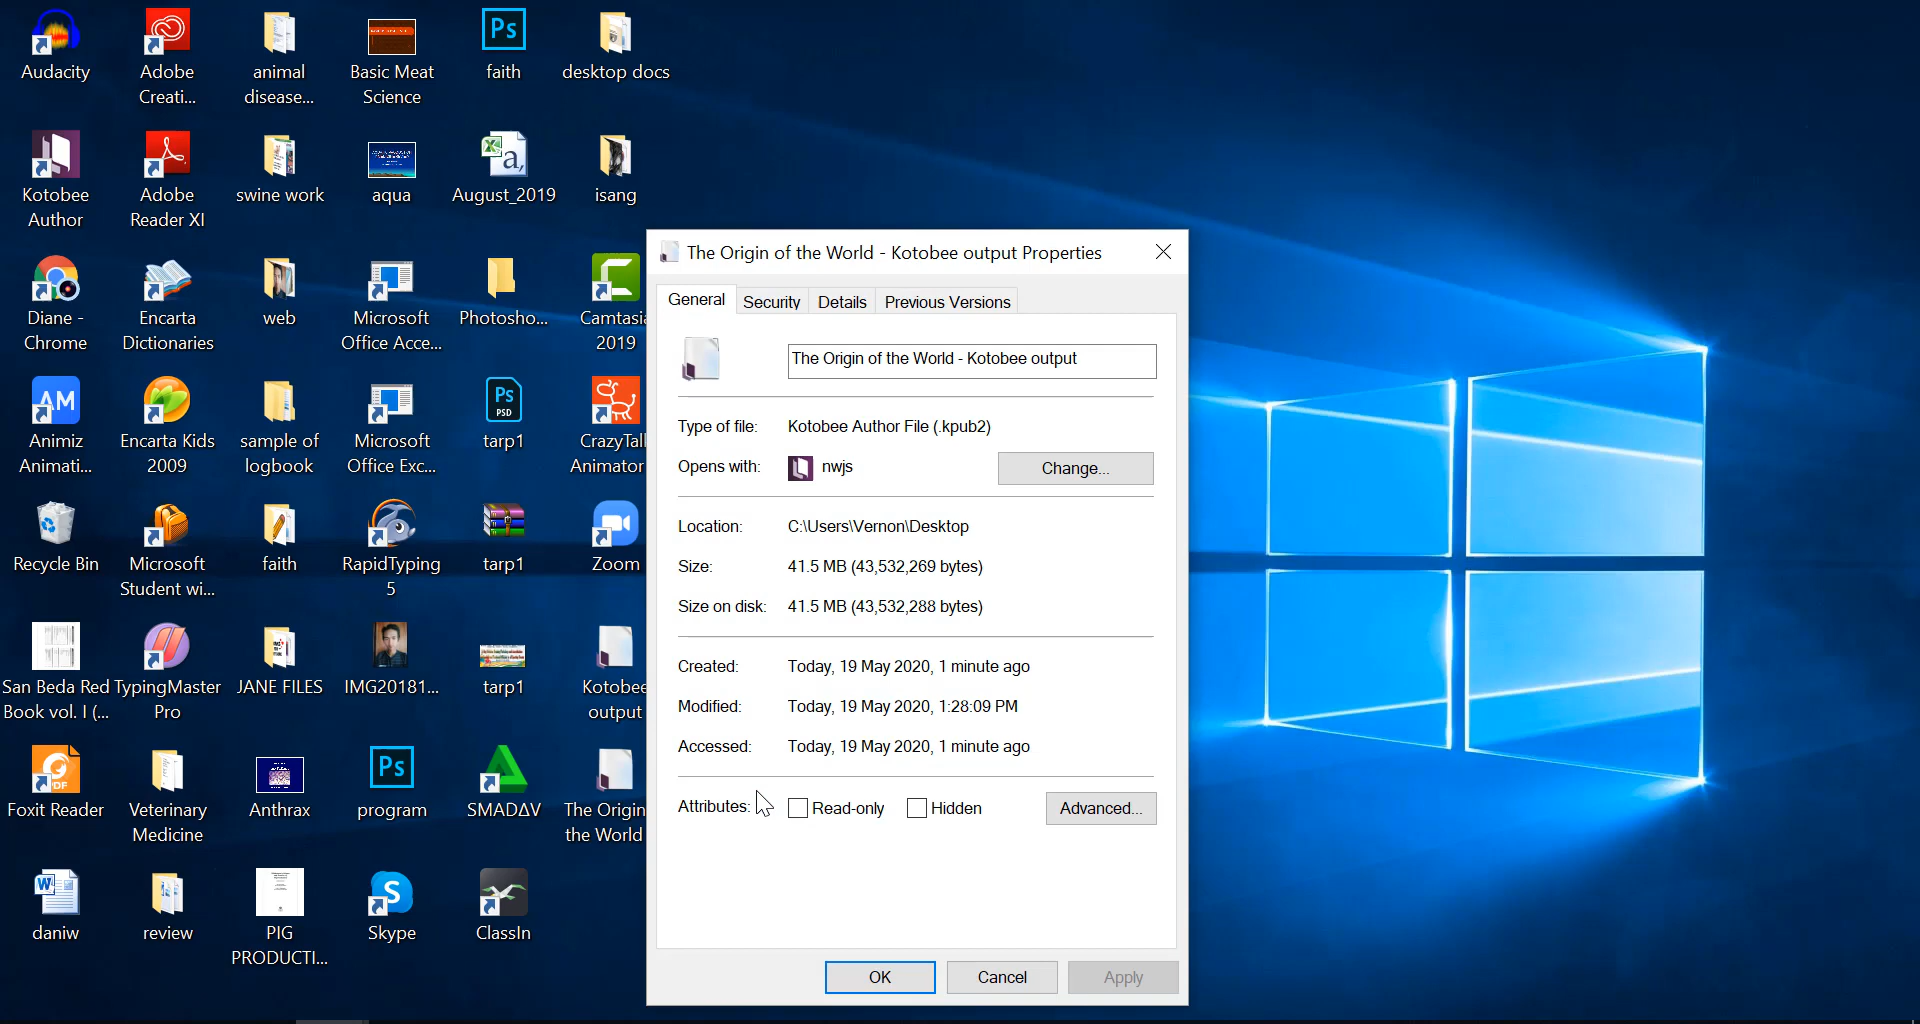 Audacity
Adobe
Creati...
animal
disease...
Basic Meat
Science
Ps
faith
desktop docs
Kotobee
Author
Adobe
Reader XI
swine work
aqua
a,
August_2019
isang
Diane -
Chrome
Encarta
Dictionaries
web
Microsoft
Office Acce...
Photosho...
Camtasia
2019
AM
Animiz
Animati...
Encarta Kids
2009
sample of
logbook
Microsoft
Office Exc...
Ps
PSD
tarp1
CrazyTal
Animator
Recycle Bin
Microsoft
Student wi...
faith
RapidTyping
5
tarp1
Zoom
San Beda Red
Book vol. I (...
TypingMaster
Pro
JANE FILES
IMG20181...
tarp1
Kotobee
output
PDF
Foxit Reader
Veterinary
Medicine
Anthrax
Ps
program
SMADΔV
The Origin
the World
W
daniw
review
PIG
PRODUCTI...
S
Skype
ClassIn
The Origin of the World - Kotobee output Properties
General
Security
Details
Previous Versions
The Origin of the World - Kotobee output
Type of file: Kotobee Author File (.kpub2)
Opens with: nwjs
Change...
Location: C:\Users\Vernon\Desktop
Size: 41.5 MB (43,532,269 bytes)
Size on disk: 41.5 MB (43,532,288 bytes)
Created: Today, 19 May 2020, 1 minute ago
Modified: Today, 19 May 2020, 1:28:09 PM
Accessed: Today, 19 May 2020, 1 minute ago
Attributes: Read-only Hidden
Advanced...
OK
Cancel
Apply